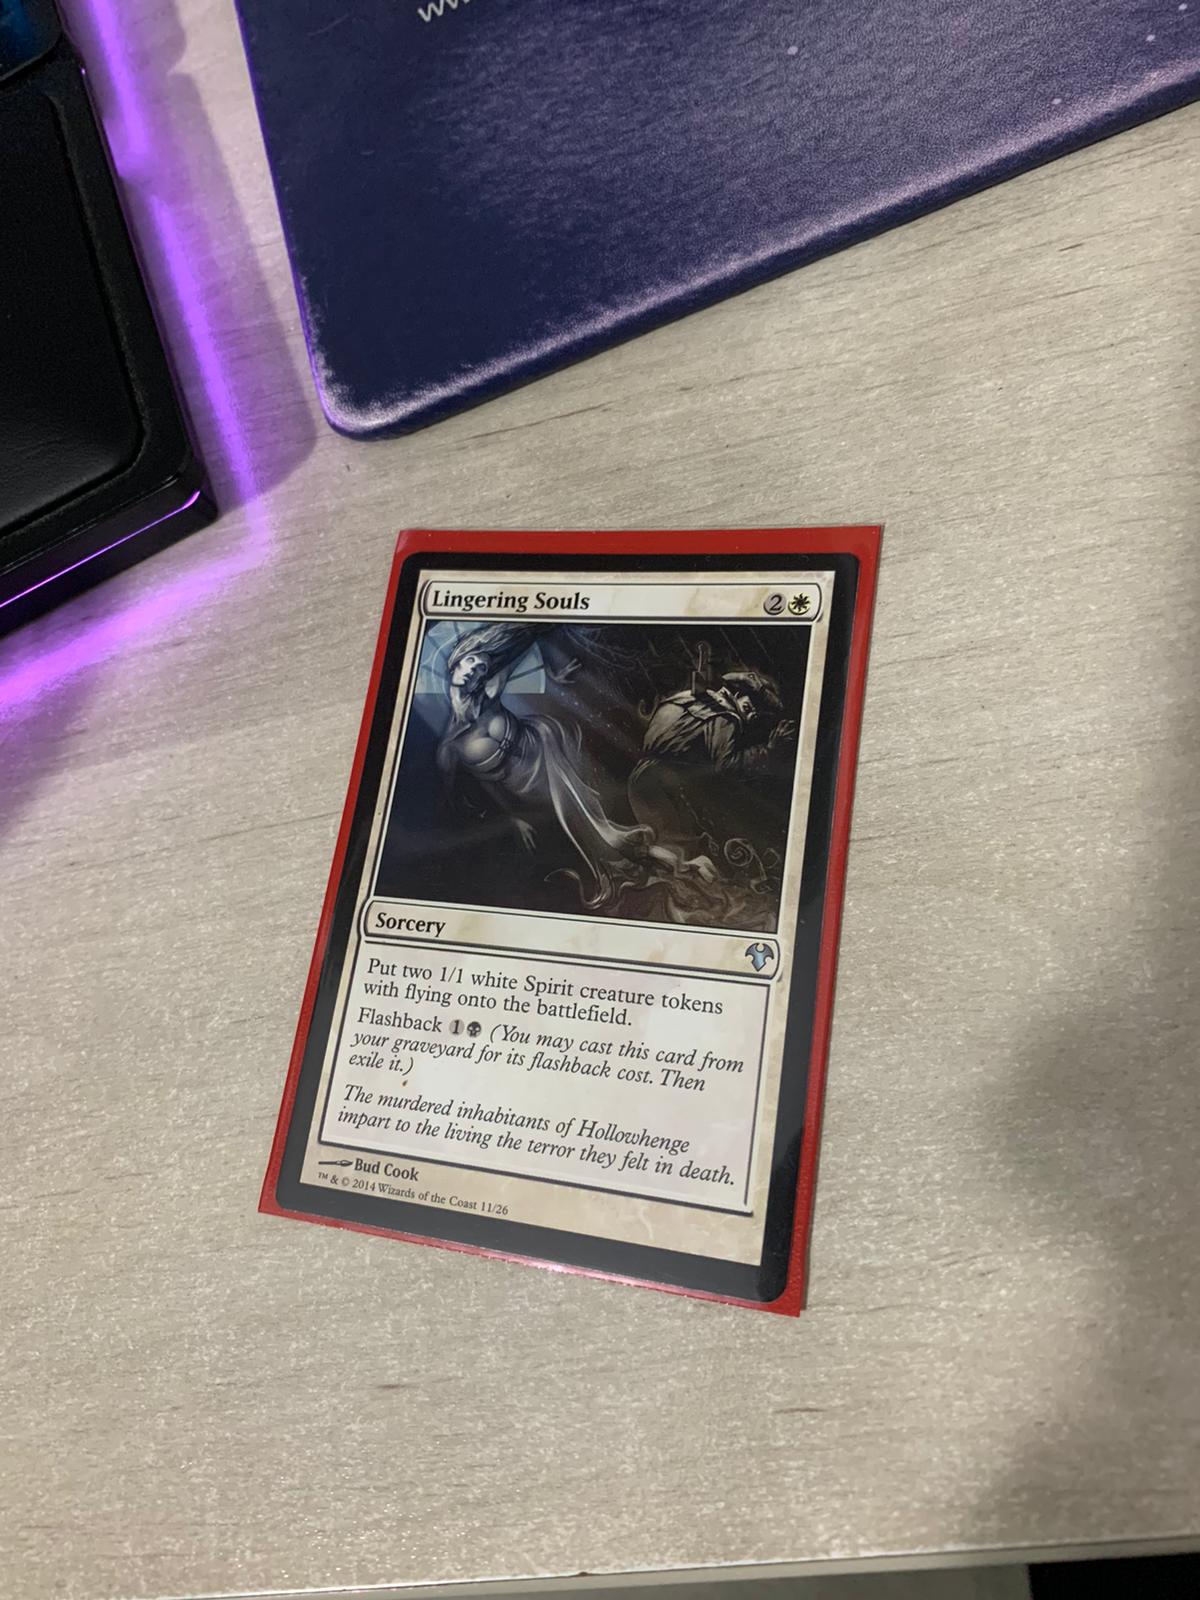 Lingering Souls 2
Sorcery
Put two 1/1 white Spirit creature tokens
with flying onto the battlefield.
Flashback 1 (You may cast this card from
your graveyard for its flashback cost. Then
exile it.)
The murdered inhabitants of Hollowhenge
impart to the living the terror they felt in death.
Bud Cook
™ & © 2014 Wizards of the Coast 11/26